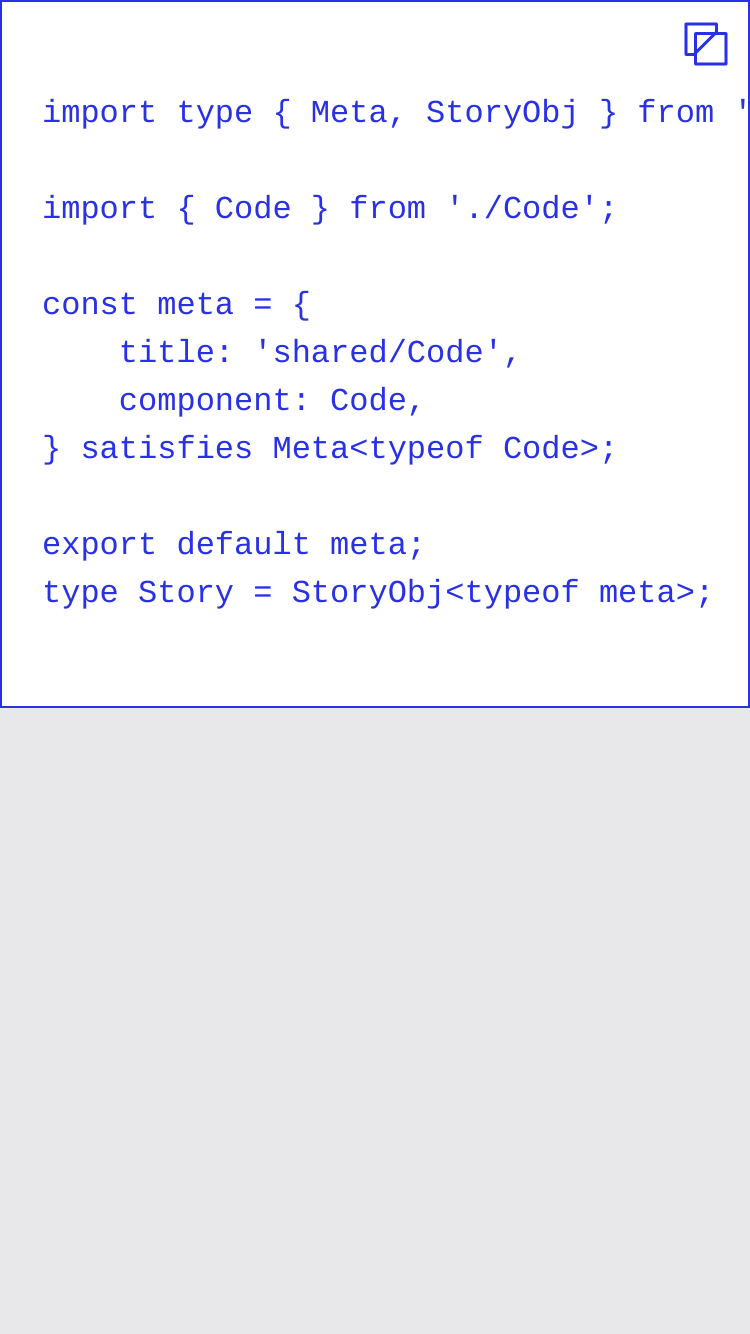 import type { Meta, StoryObj } from '
import { Code } from './Code';
const meta = {
    title: 'shared/Code',
    component: Code,
} satisfies Meta<typeof Code>;
export default meta;
type Story = StoryObj<typeof meta>;